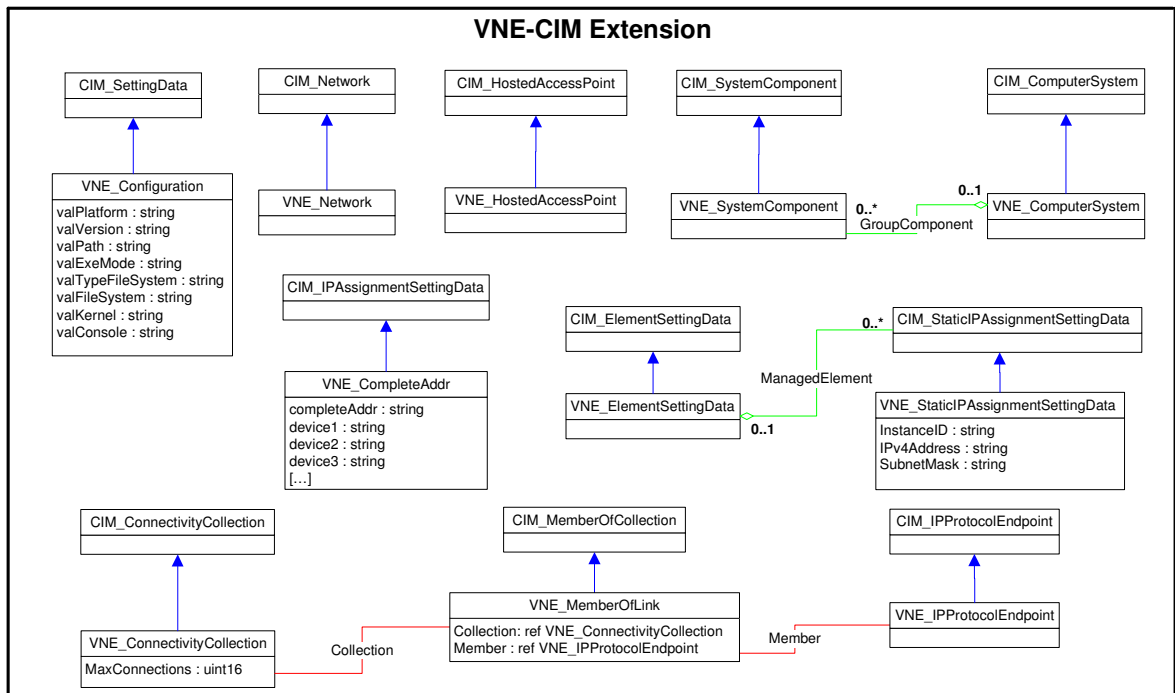 VNE-CIM Extension
CIM_SettingData
CIM_Network
CIM_HostedAccessPoint
CIM_SystemComponent
CIM_ComputerSystem
VNE_Configuration
valPlatform : string
valVersion : string
valPath : string
valExeMode : string
valTypeFileSystem : string
valFileSystem : string
valKernel : string
valConsole : string
VNE_Network
VNE_HostedAccessPoint
VNE_SystemComponent
0..*
GroupComponent
0..1
VNE_ComputerSystem
CIM_IPAssignmentSettingData
VNE_CompleteAddr
completeAddr : string
device1 : string
device2 : string
device3 : string
[...]
CIM_ElementSettingData
VNE_ElementSettingData
0..1
ManagedElement
0..*
CIM_StaticIPAssignmentSettingData
VNE_StaticIPAssignmentSettingData
InstanceID : string
IPv4Address : string
SubnetMask : string
CIM_ConnectivityCollection
CIM_MemberOfCollection
CIM_IPProtocolEndpoint
VNE_ConnectivityCollection
MaxConnections : uint16
Collection
VNE_MemberOfLink
Collection: ref VNE_ConnectivityCollection
Member : ref VNE_IPProtocolEndpoint
Member
VNE_IPProtocolEndpoint